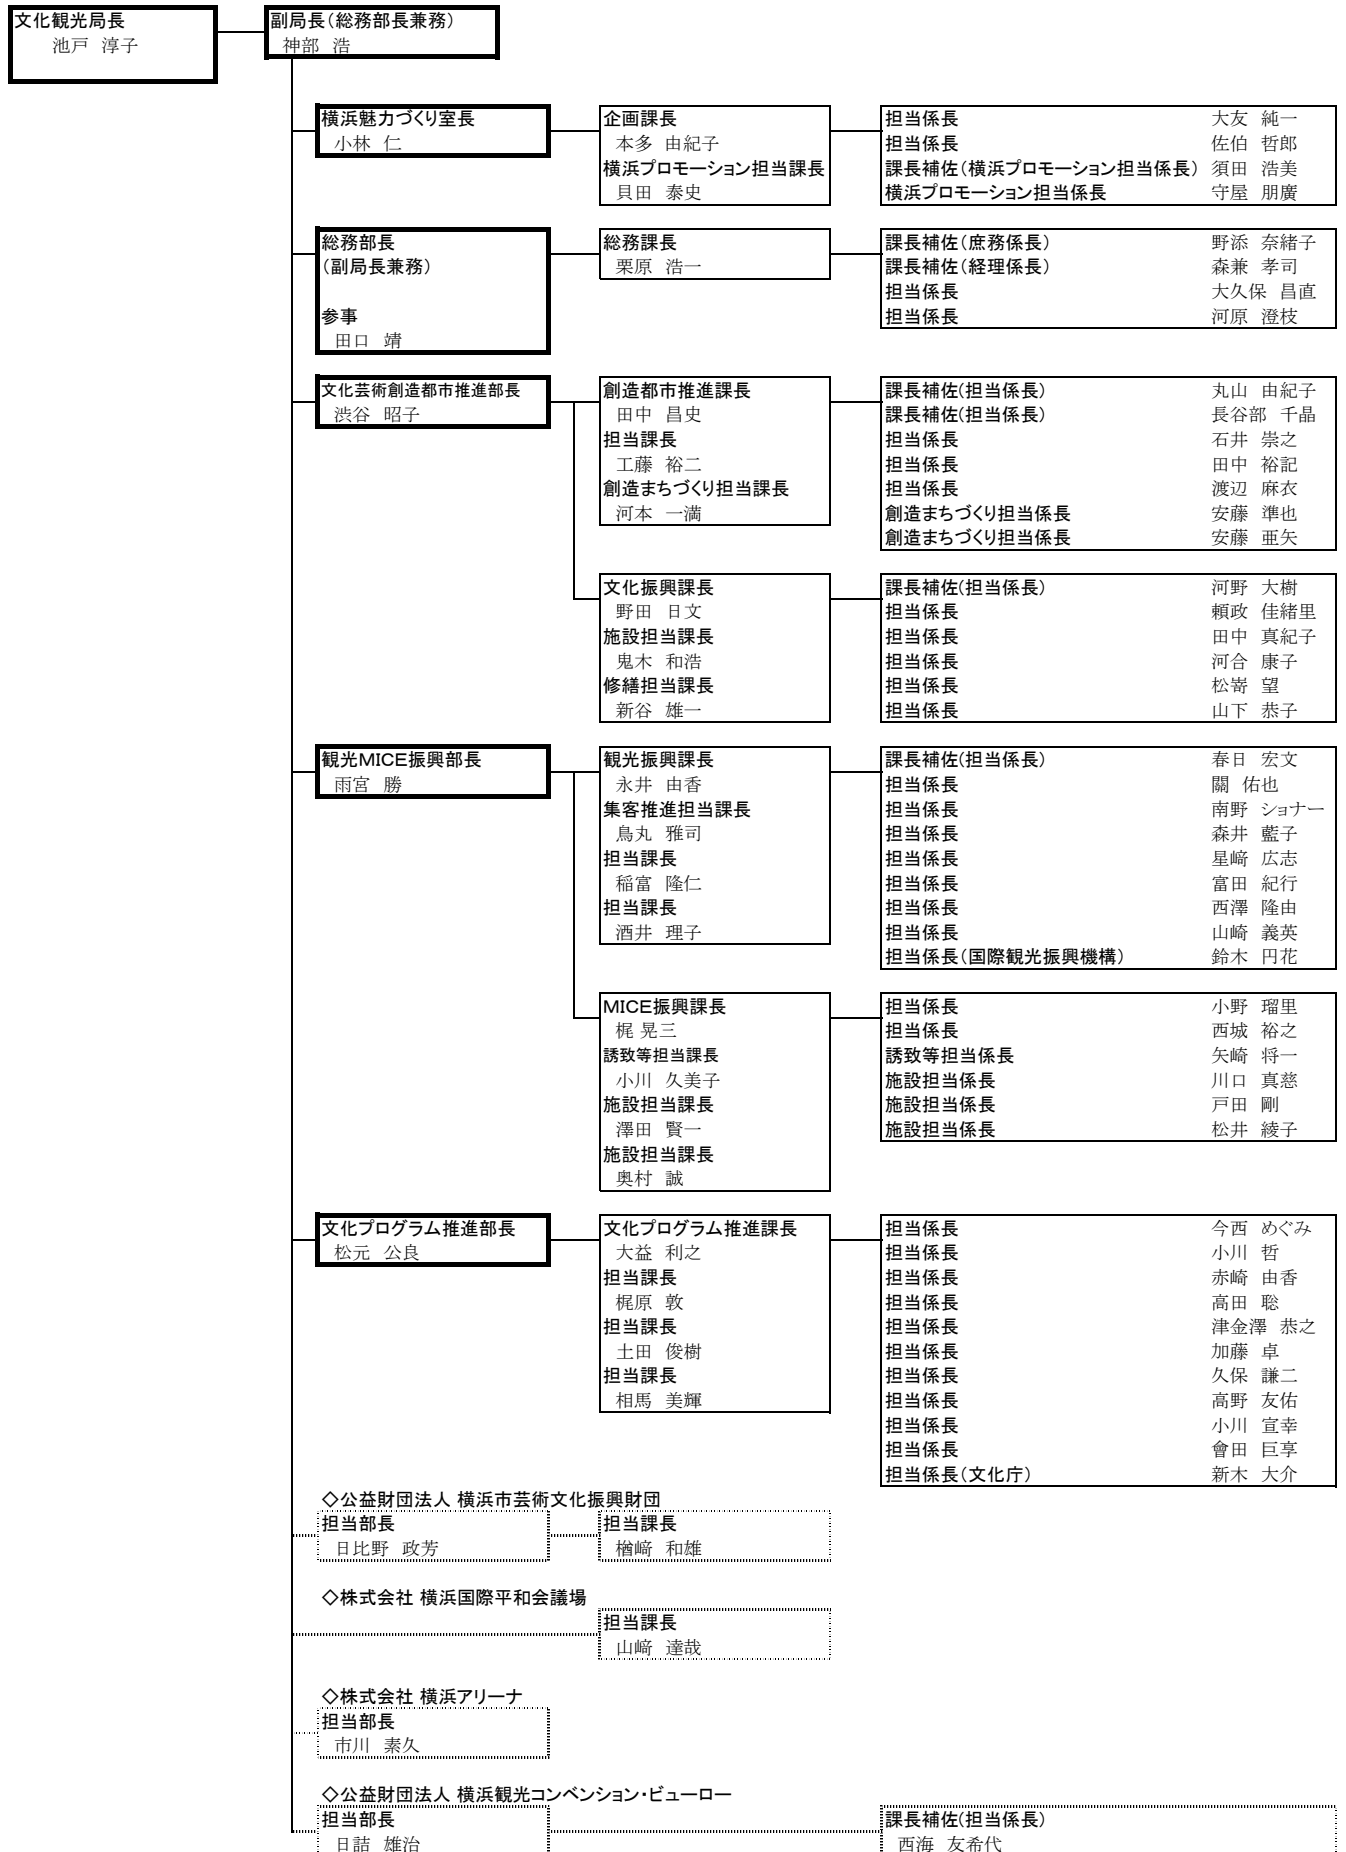 文化観光局長
池戸 淳子
副局長（総務部長兼務）
神部 浩
横浜魅力づくり室長
小林 仁
企画課長
本多 由紀子
横浜プロモーション担当課長
貝田 泰史
担当係長 大友 純一
担当係長 佐伯 哲郎
課長補佐（横浜プロモーション担当係長） 須田 浩美
横浜プロモーション担当係長 守屋 朋廣
総務部長
（副局長兼務）
参事
田口 靖
総務課長
栗原 浩一
課長補佐（庶務係長） 野添 奈緒子
課長補佐（経理係長） 森兼 孝司
担当係長 大久保 昌直
担当係長 河原 澄枝
文化芸術創造都市推進部長
渋谷 昭子
創造都市推進課長
田中 昌史
担当課長
工藤 裕二
創造まちづくり担当課長
河本 一満
課長補佐(担当係長） 丸山 由紀子
課長補佐(担当係長） 長谷部 千晶
担当係長 石井 崇之
担当係長 田中 裕記
担当係長 渡辺 麻衣
創造まちづくり担当係長 安藤 準也
創造まちづくり担当係長 安藤 亜矢
文化振興課長
野田 日文
施設担当課長
鬼木 和浩
修繕担当課長
新谷 雄一
課長補佐(担当係長） 河野 大樹
担当係長 頼政 佳緒里
担当係長 田中 真紀子
担当係長 河合 康子
担当係長 松嵜 望
担当係長 山下 恭子
観光MICE振興部長
雨宮 勝
観光振興課長
永井 由香
集客推進担当課長
鳥丸 雅司
担当課長
稲富 隆仁
担当課長
酒井 理子
課長補佐(担当係長） 春日 宏文
担当係長 關 佑也
担当係長 南野 ショナー
担当係長 森井 藍子
担当係長 星﨑 広志
担当係長 富田 紀行
担当係長 西澤 隆由
担当係長 山崎 義英
担当係長（国際観光振興機構） 鈴木 円花
MICE振興課長
梶 晃三
誘致等担当課長
小川 久美子
施設担当課長
澤田 賢一
施設担当課長
奥村 誠
担当係長 小野 瑠里
担当係長 西城 裕之
誘致等担当係長 矢崎 将一
施設担当係長 川口 真慈
施設担当係長 戸田 剛
施設担当係長 松井 綾子
文化プログラム推進部長
松元 公良
文化プログラム推進課長
大益 利之
担当課長
梶原 敦
担当課長
土田 俊樹
担当課長
相馬 美輝
担当係長 今西 めぐみ
担当係長 小川 哲
担当係長 赤崎 由香
担当係長 高田 聡
担当係長 津金澤 恭之
担当係長 加藤 卓
担当係長 久保 謙二
担当係長 高野 友佑
担当係長 小川 宣幸
担当係長 會田 巨享
担当係長（文化庁） 新木 大介
◇公益財団法人 横浜市芸術文化振興財団
担当部長
日比野 政芳
担当課長
楢﨑 和雄
◇株式会社 横浜国際平和会議場
担当課長
山﨑 達哉
◇株式会社 横浜アリーナ
担当部長
市川 素久
◇公益財団法人 横浜観光コンベンション・ビューロー
担当部長
日詰 雄治
課長補佐(担当係長）
西海 友希代